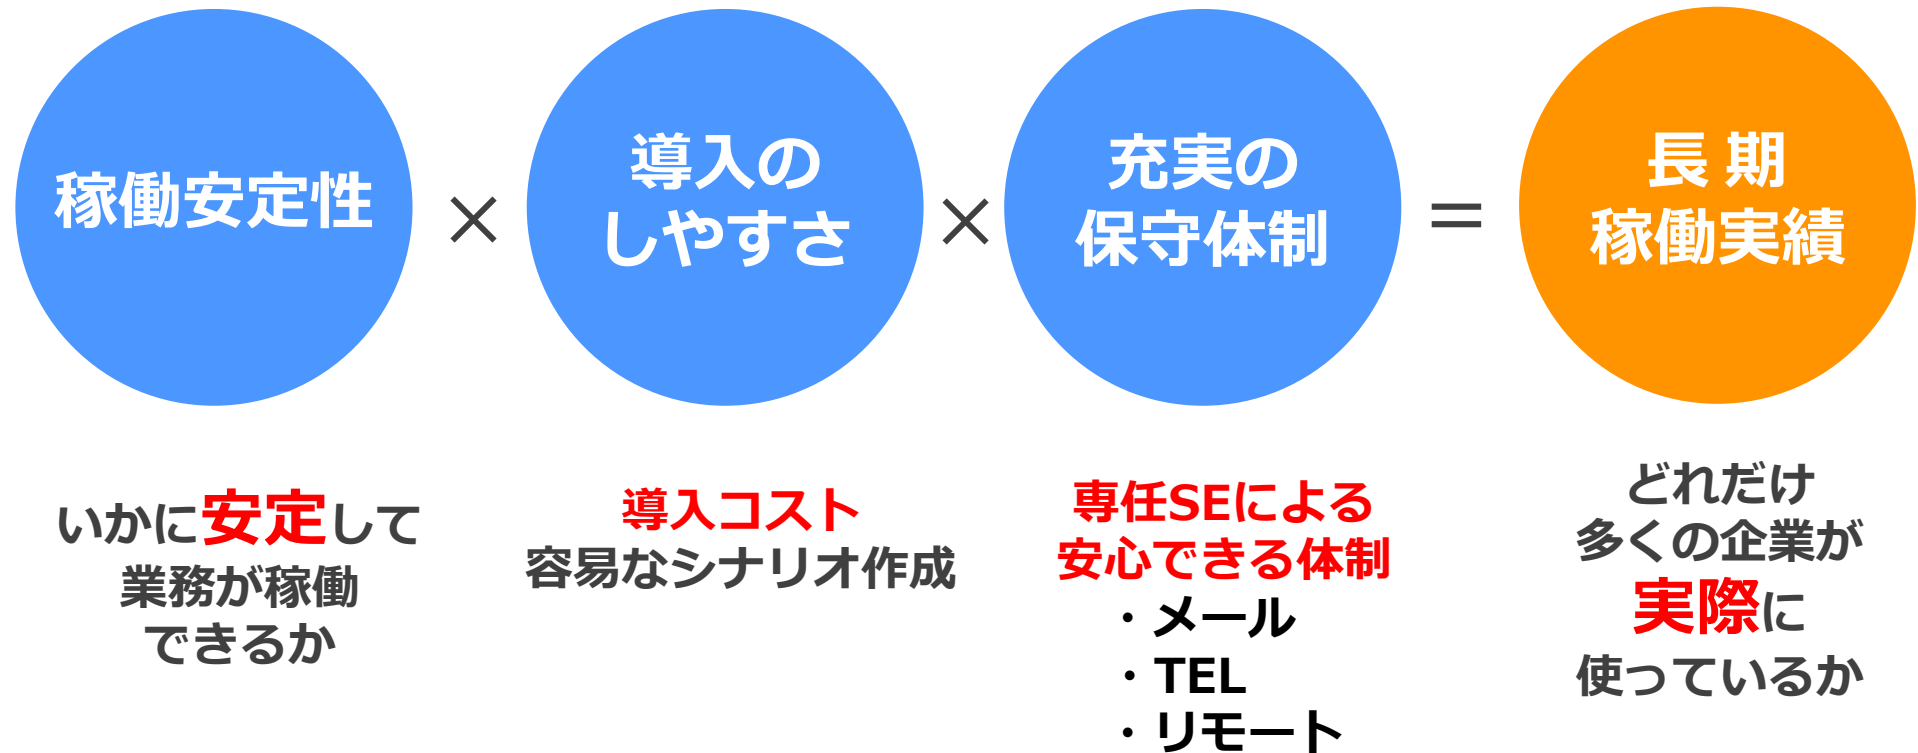 稼働安定性
×
導入の
しやすさ
×
充実の
保守体制
＝
長 期
稼働実績
いかに安定して
業務が稼働
できるか
導入コスト
容易なシナリオ作成
専任SEによる
安心できる体制
・メール
・TEL
・リモート
どれだけ
多くの企業が
実際に
使っているか